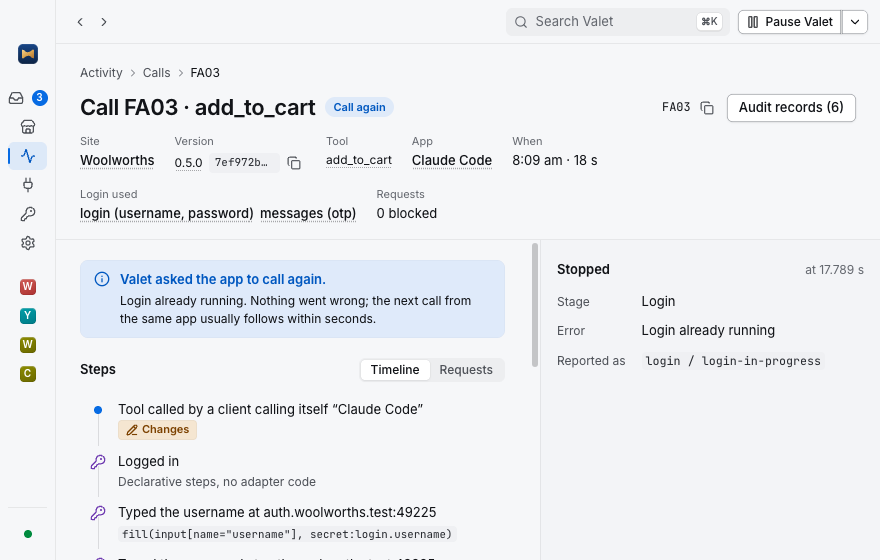 Search Valet
⌘K
Pause Valet
3
Activity
Calls
FA03
Call FA03 · add_to_cart
Call again
FA03
Audit records (6)
Site
Version
Tool
App
When
Woolworths
0.5.0
7ef972b…
add_to_cart
Claude Code
8:09 am · 18 s
Login used
Requests
login (username, password)
messages (otp)
0 blocked
W
Y
W
C
Valet asked the app to call again.
Login already running. Nothing went wrong; the next call from
the same app usually follows within seconds.
Steps
Timeline
Requests
Tool called by a client calling itself “Claude Code”
Changes
Logged in
Declarative steps, no adapter code
Typed the username at auth.woolworths.test:49225
fill(input[name="username"], secret:login.username)
Stopped
at 17.789 s
Stage
Login
Error
Login already running
Reported as
login / login-in-progress